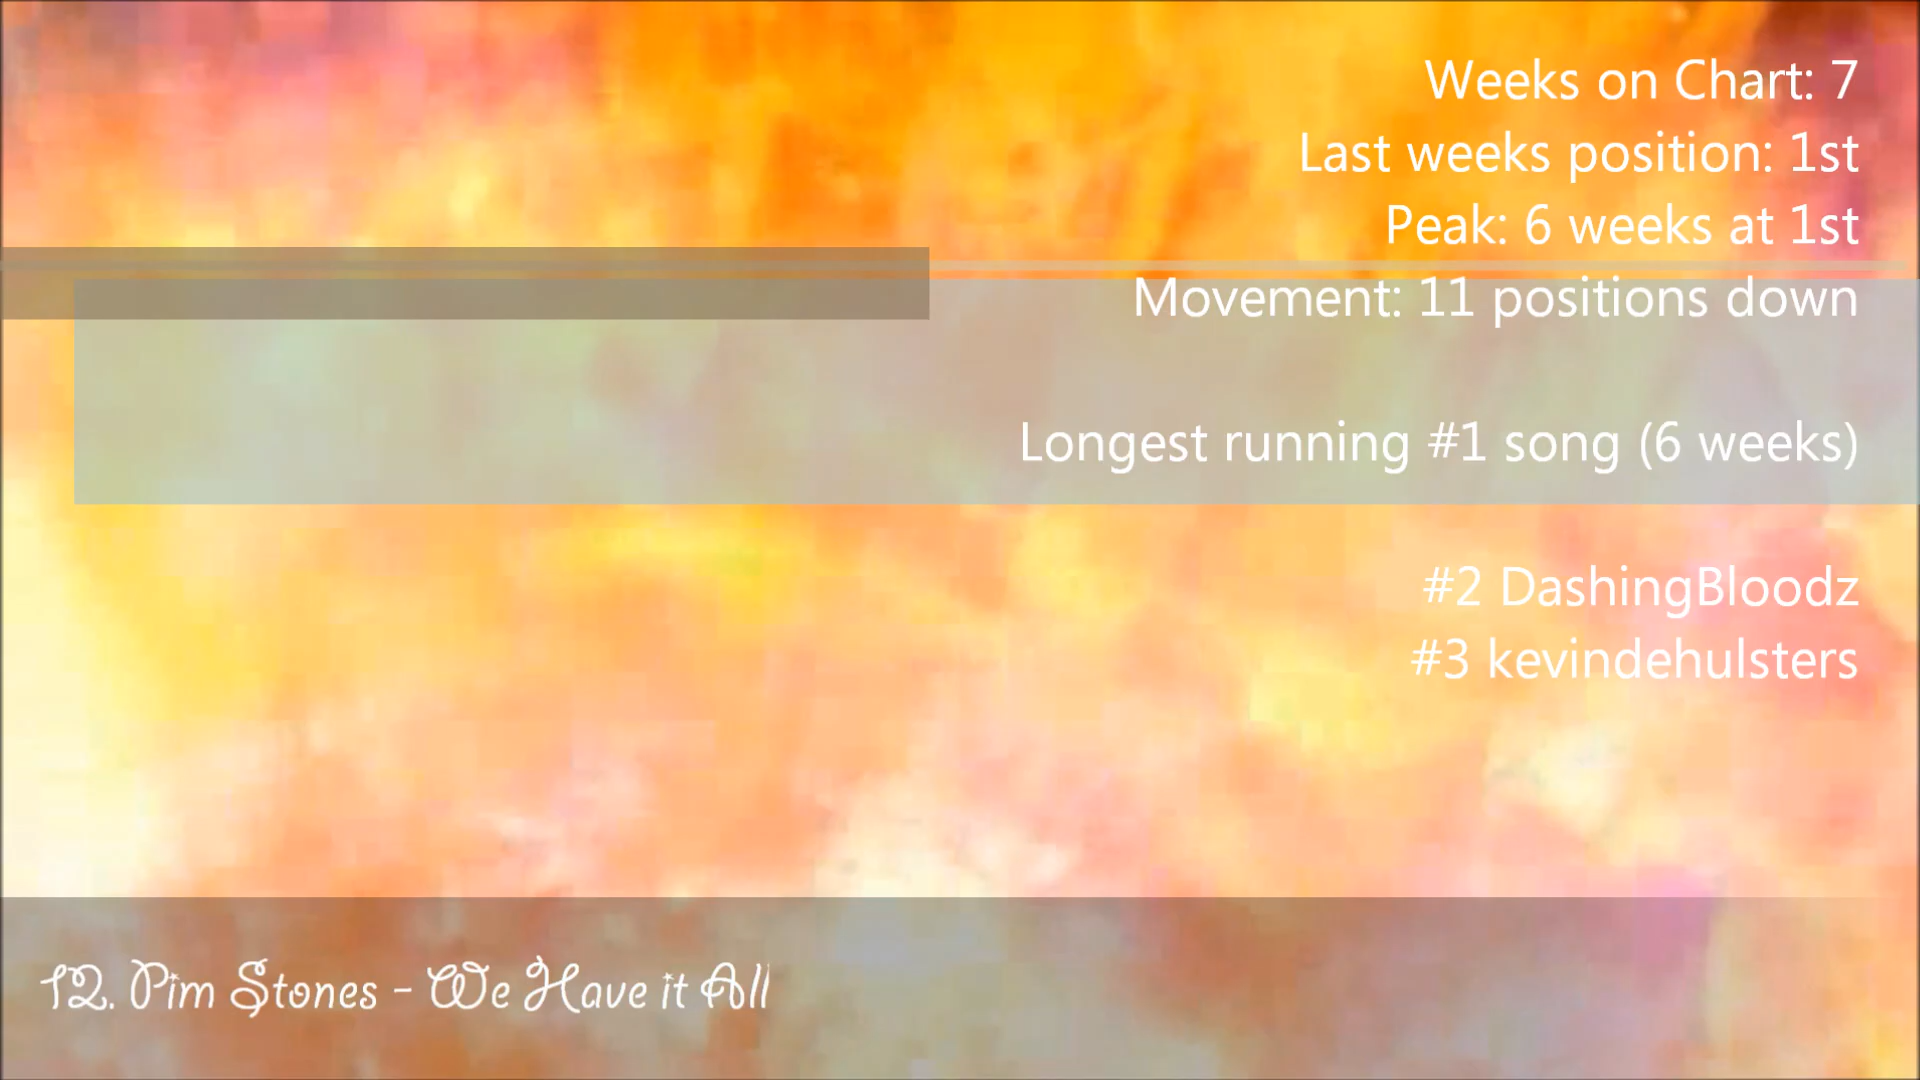 Weeks on Chart: 7
Last weeks position: 1st
Peak: 6 weeks at 1st
Movement: 11 positions down
Longest running #1 song (6 weeks)
#2 DashingBloodz
#3 kevindehulsters
12. Pim Stones - We Have it All